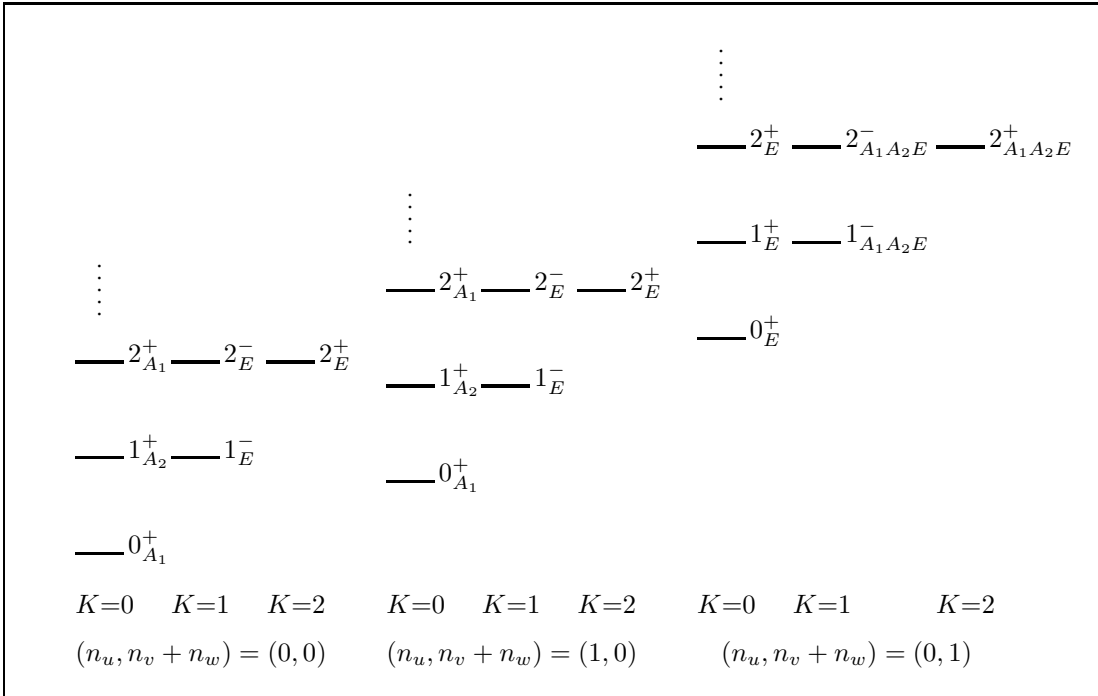 2^+_E 2^-_{A_1A_2E} 2^+_{A_1A_2E}
1^+_E 1^-_{A_1A_2E}
2^+_{A_1} 2^-_E 2^+_E
0^+_E
2^+_{A_1} 2^-_E 2^+_E
1^+_{A_2} 1^-_E
1^+_{A_2} 1^-_E
0^+_{A_1}
0^+_{A_1}
K=0 K=1 K=2 K=0 K=1 K=2 K=0 K=1 K=2
(n_u, n_v + n_w) = (0, 0) (n_u, n_v + n_w) = (1, 0) (n_u, n_v + n_w) = (0, 1)